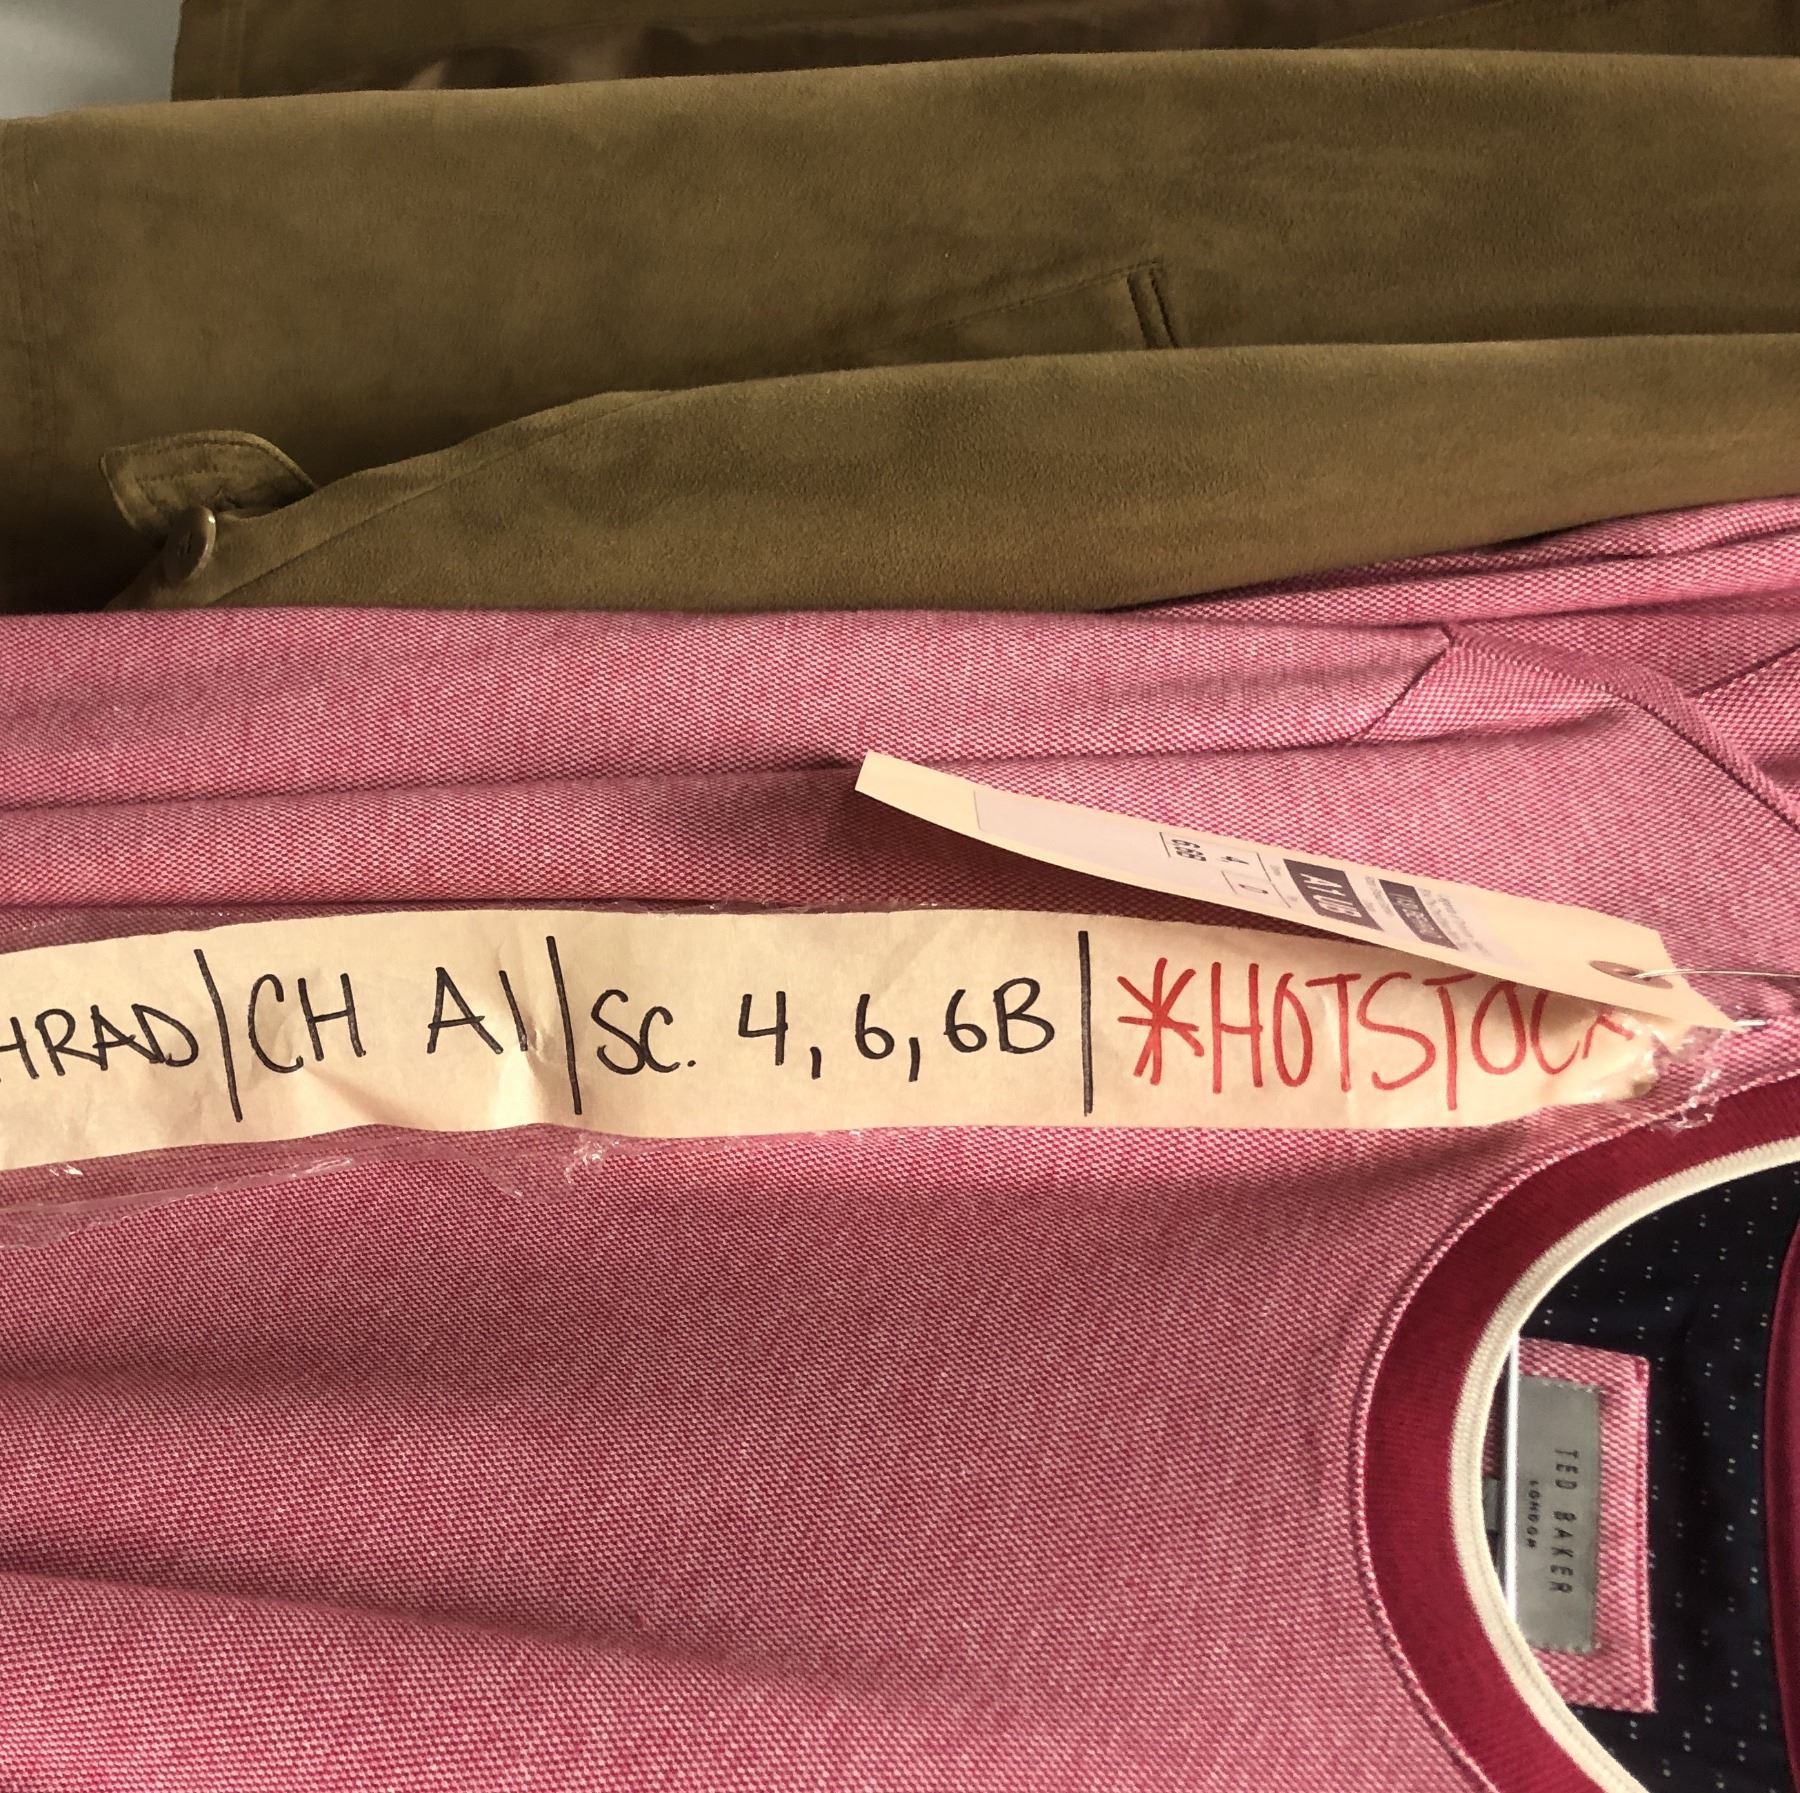 HRAD | CH A1 | SC. 4, 6, 6B | *HOTSTOCK
TED BAKER
LONDON